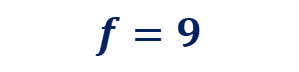 f = 9